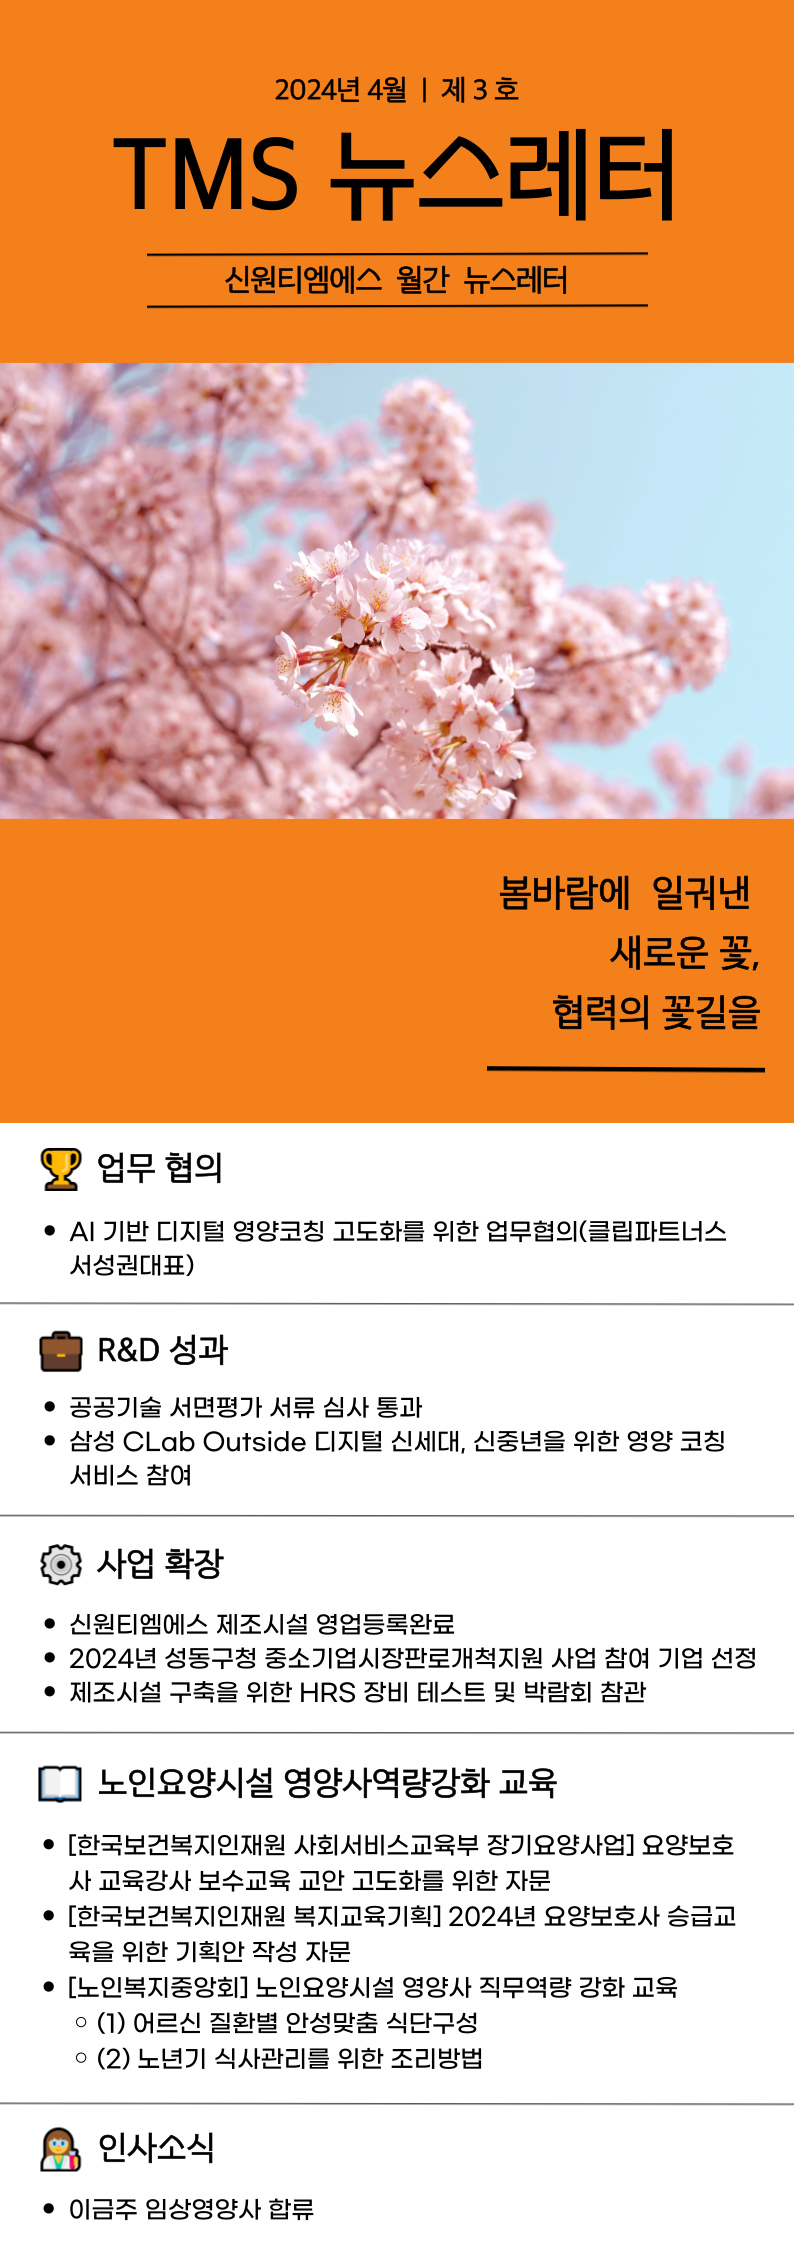 2024년 4월 | 제 3 호
TMS 뉴스레터
신원티엠에스 월간 뉴스레터
봄바람에 일궈낸
새로운 꽃,
협력의 꽃길을
업무 협의
• AI 기반 디지털 영양코칭 고도화를 위한 업무협의(클립파트너스
서성권대표)
R&D 성과
• 공공기술 서면평가 서류 심사 통과
• 삼성 CLab Outside 디지털 신세대, 신중년을 위한 영양 코칭
서비스 참여
사업 확장
• 신원티엠에스 제조시설 영업등록완료
• 2024년 성동구청 중소기업시장판로개척지원 사업 참여 기업 선정
• 제조시설 구축을 위한 HRS 장비 테스트 및 박람회 참관
노인요양시설 영양사역량강화 교육
• [한국보건복지인재원 사회서비스교육부 장기요양사업] 요양보호
사 교육강사 보수교육 교안 고도화를 위한 자문
• [한국보건복지인재원 복지교육기획] 2024년 요양보호사 승급교
육을 위한 기획안 작성 자문
• [노인복지중앙회] 노인요양시설 영양사 직무역량 강화 교육
○ (1) 어르신 질환별 안성맞춤 식단구성
○ (2) 노년기 식사관리를 위한 조리방법
인사소식
• 이금주 임상영양사 합류